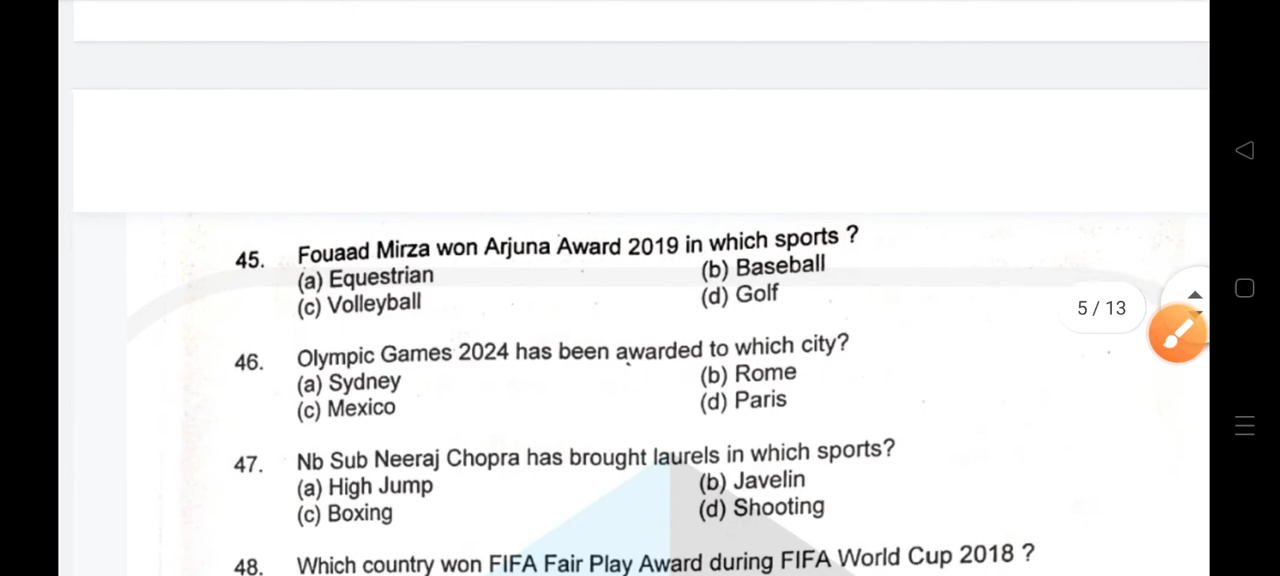 45. Fouaad Mirza won Arjuna Award 2019 in which sports ?
(a) Equestrian (b) Baseball
(c) Volleyball (d) Golf
5 / 13
46. Olympic Games 2024 has been awarded to which city?
(a) Sydney (b) Rome
(c) Mexico (d) Paris
47. Nb Sub Neeraj Chopra has brought laurels in which sports?
(a) High Jump (b) Javelin
(c) Boxing (d) Shooting
48. Which country won FIFA Fair Play Award during FIFA World Cup 2018 ?